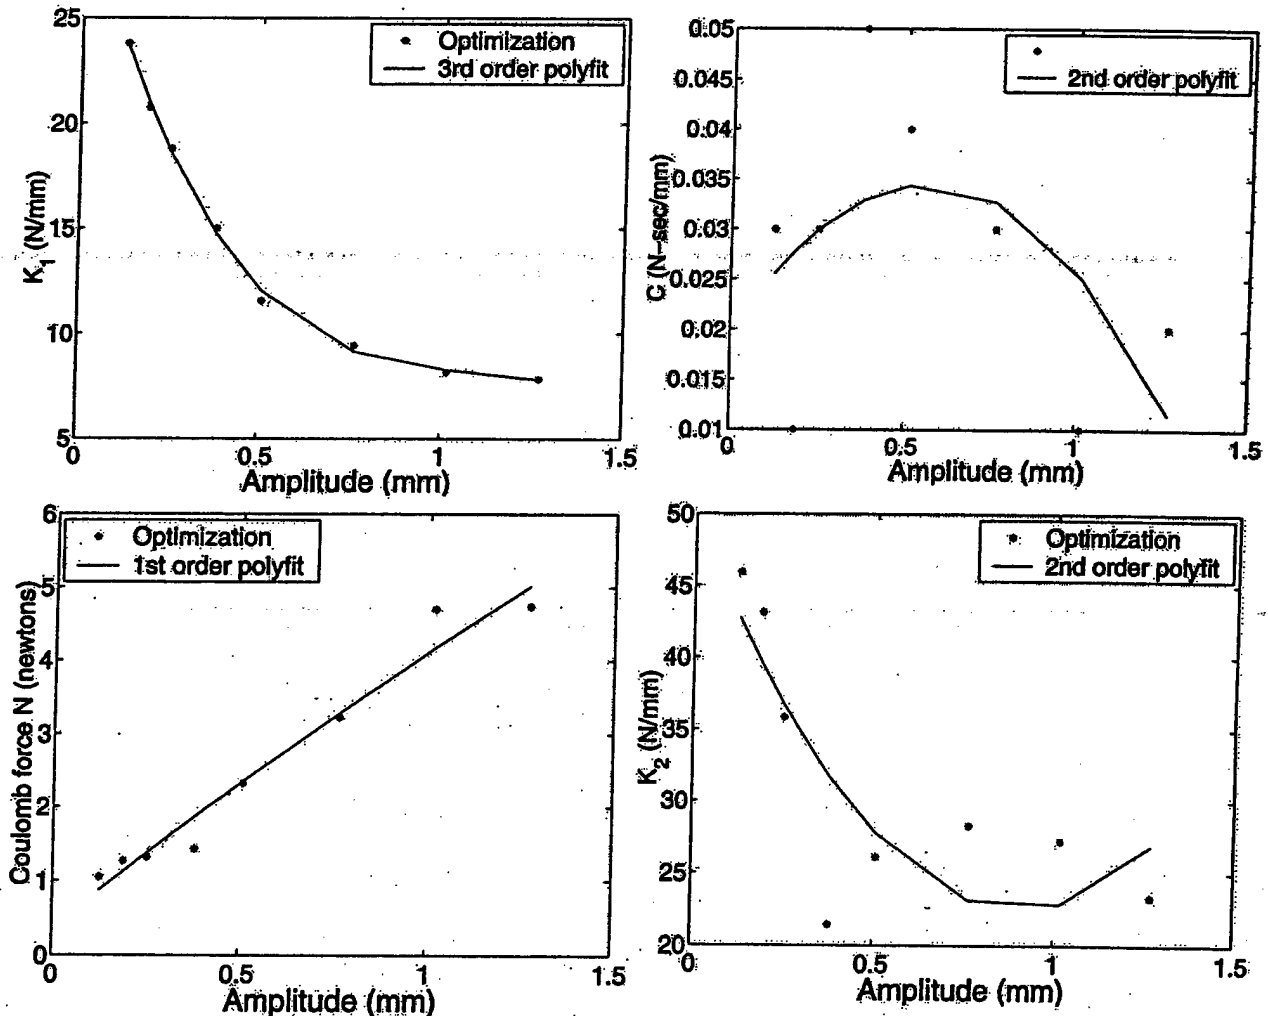 25
20
15
10
5
K1 (N/mm)
Optimization
3rd order polyfit
0
0.5
1
1.5
Amplitude (mm)
0.05
0.045
0.04
0.035
0.03
0.025
0.02
0.015
0.01
C (N-sec/mm)
2nd order polyfit
0
0.5
1
1.5
Amplitude (mm)
6
5
4
3
2
1
0
Coulomb force N (newtons)
Optimization
1st order polyfit
0
0.5
1
1.5
Amplitude (mm)
50
45
40
35
30
25
20
K2 (N/mm)
Optimization
2nd order polyfit
0
0.5
1
1.5
Amplitude (mm)